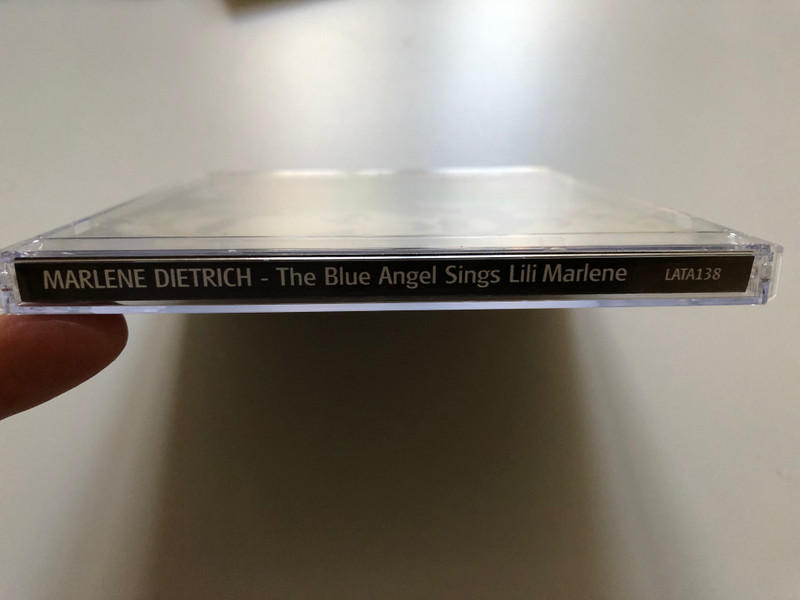 MARLENE DIETRICH - The Blue Angel Sings Lili Marlene LATA138